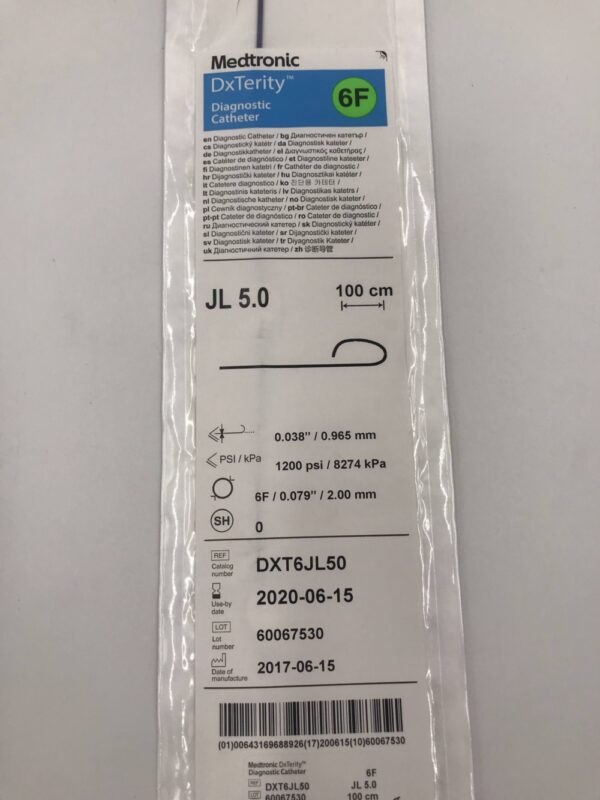 Medtronic
DxTerity™
Diagnostic
Catheter
6F
en Diagnostic Catheter / bg Диагностичен катетър /
cs Diagnostický katétr / da Diagnostisk kateter /
de Diagnostikkatheter / el Διαγνωστικός καθετήρας /
es Catéter de diagnóstico / et Diagnostiline kateeter /
fi Diagnostinen katetri / fr Cathéter de diagnostic /
hr Dijagnostički kateter / hu Diagnosztikai katéter /
it Catetere diagnostico / ko 진단용 카테터 /
lt Diagnostinis kateteris / lv Diagnostikas katetrs /
nl Diagnostische katheter / no Diagnostisk kateter /
pl Cewnik diagnostyczny / pt-br Cateter de diagnóstico /
pt-pt Cateter de diagnóstico / ro Cateter de diagnostic /
ru Диагностический катетер / sk Diagnostický katéter /
sl Diagnostični kateter / sr Dijagnostički kateter /
sv Diagnostisk kateter / tr Diyagnostik Kateter /
uk Діагностичний катетер / zh 诊断导管
JL 5.0
100 cm
0.038" / 0.965 mm
PSI / kPa
1200 psi / 8274 kPa
6F / 0.079" / 2.00 mm
SH
0
REF
Catalog
number
DXT6JL50
Use-by
date
2020-06-15
LOT
Lot
number
60067530
Date of
manufacture
2017-06-15
(01)00643169688926(17)200615(10)60067530
Medtronic DxTerity™
Diagnostic Catheter
6F
REF DXT6JL50
JL 5.0
LOT 60067530
100 cm